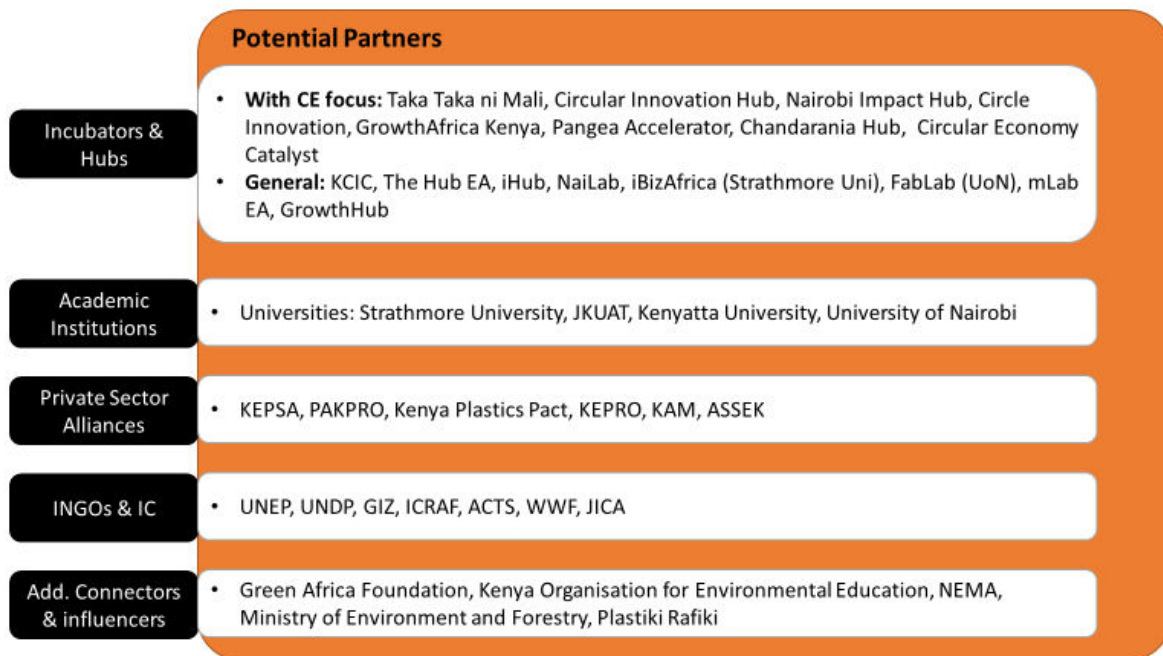 Potential Partners
Incubators &
Hubs
• With CE focus: Taka Taka ni Mali, Circular Innovation Hub, Nairobi Impact Hub, Circle
Innovation, GrowthAfrica Kenya, Pangea Accelerator, Chandarania Hub, Circular Economy
Catalyst
• General: KCIC, The Hub EA, iHub, NaiLab, iBizAfrica (Strathmore Uni), FabLab (UoN), mLab
EA, GrowthHub
Academic
Institutions
• Universities: Strathmore University, JKUAT, Kenyatta University, University of Nairobi
Private Sector
Alliances
• KEPSA, PAKPRO, Kenya Plastics Pact, KEPRO, KAM, ASSEK
INGOs & IC
• UNEP, UNDP, GIZ, ICRAF, ACTS, WWF, JICA
Add. Connectors
& influencers
• Green Africa Foundation, Kenya Organisation for Environmental Education, NEMA,
Ministry of Environment and Forestry, Plastiki Rafiki